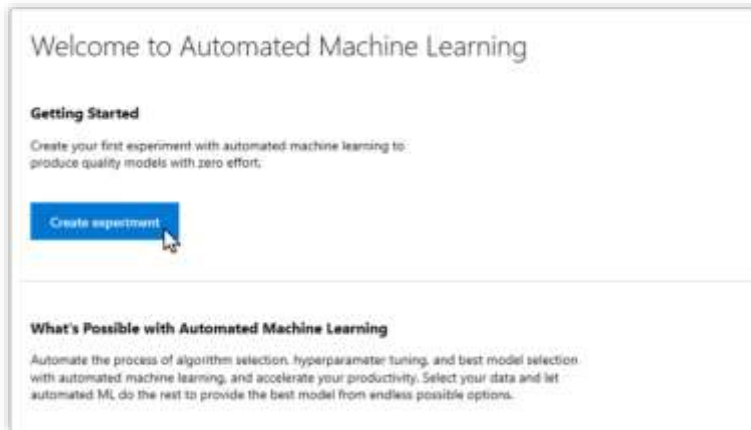 Welcome to Automated Machine Learning
Getting Started
Create your first experiment with automated machine learning to
produce quality models with zero effort.
Create experiment
What's Possible with Automated Machine Learning
Automate the process of algorithm selection, hyperparameter tuning, and best model selection
with automated machine learning, and accelerate your productivity. Select your data and let
automated ML do the rest to provide the best model from endless possible options.